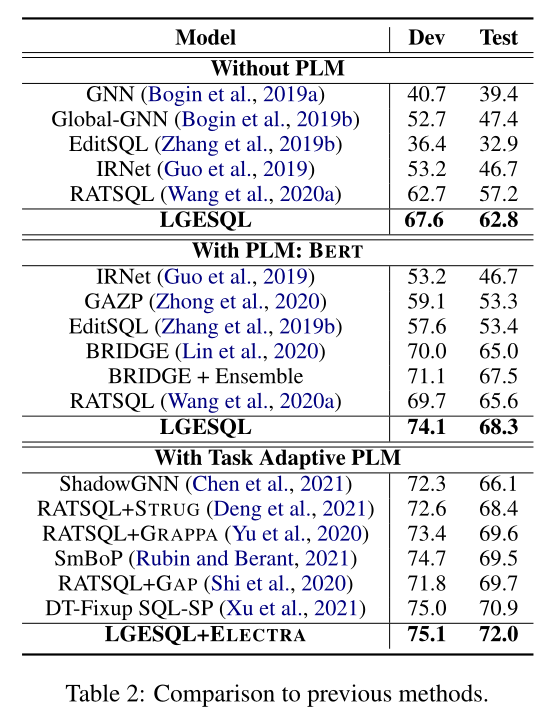 Model Dev Test
Without PLM
GNN (Bogin et al., 2019a) 40.7 39.4
Global-GNN (Bogin et al., 2019b) 52.7 47.4
EditSQL (Zhang et al., 2019b) 36.4 32.9
IRNet (Guo et al., 2019) 53.2 46.7
RATSQL (Wang et al., 2020a) 62.7 57.2
LGESQL 67.6 62.8
With PLM: BERT
IRNet (Guo et al., 2019) 53.2 46.7
GAZP (Zhong et al., 2020) 59.1 53.3
EditSQL (Zhang et al., 2019b) 57.6 53.4
BRIDGE (Lin et al., 2020) 70.0 65.0
BRIDGE + Ensemble 71.1 67.5
RATSQL (Wang et al., 2020a) 69.7 65.6
LGESQL 74.1 68.3
With Task Adaptive PLM
ShadowGNN (Chen et al., 2021) 72.3 66.1
RATSQL+STRUG (Deng et al., 2021) 72.6 68.4
RATSQL+GRAPPA (Yu et al., 2020) 73.4 69.6
SmBoP (Rubin and Berant, 2021) 74.7 69.5
RATSQL+GAP (Shi et al., 2020) 71.8 69.7
DT-Fixup SQL-SP (Xu et al., 2021) 75.0 70.9
LGESQL+ELECTRA 75.1 72.0
Table 2: Comparison to previous methods.